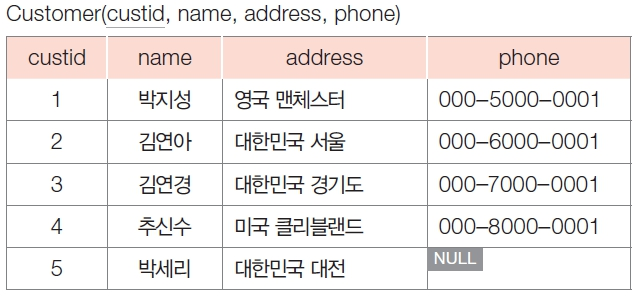 Customer(custid, name, address, phone)
custid name address phone
1 박지성 영국 맨체스터 000–5000–0001
2 김연아 대한민국 서울 000–6000–0001
3 김연경 대한민국 경기도 000–7000–0001
4 추신수 미국 클리블랜드 000–8000–0001
5 박세리 대한민국 대전 NULL